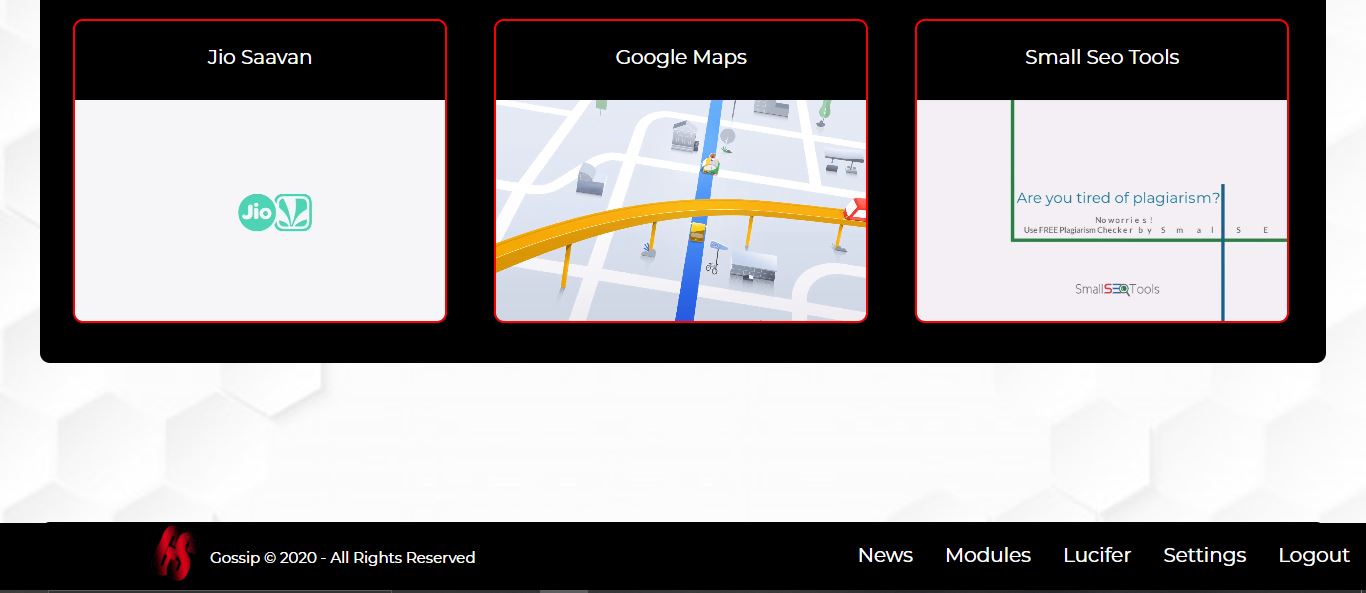 Jio Saavan
Google Maps
Small Seo Tools
Jio
Are you tired of plagiarism?
No worries!
Use FREE Plagiarism Checker by S m a l S E
SmallSEOTools
Gossip © 2020 - All Rights Reserved
News Modules Lucifer Settings Logout